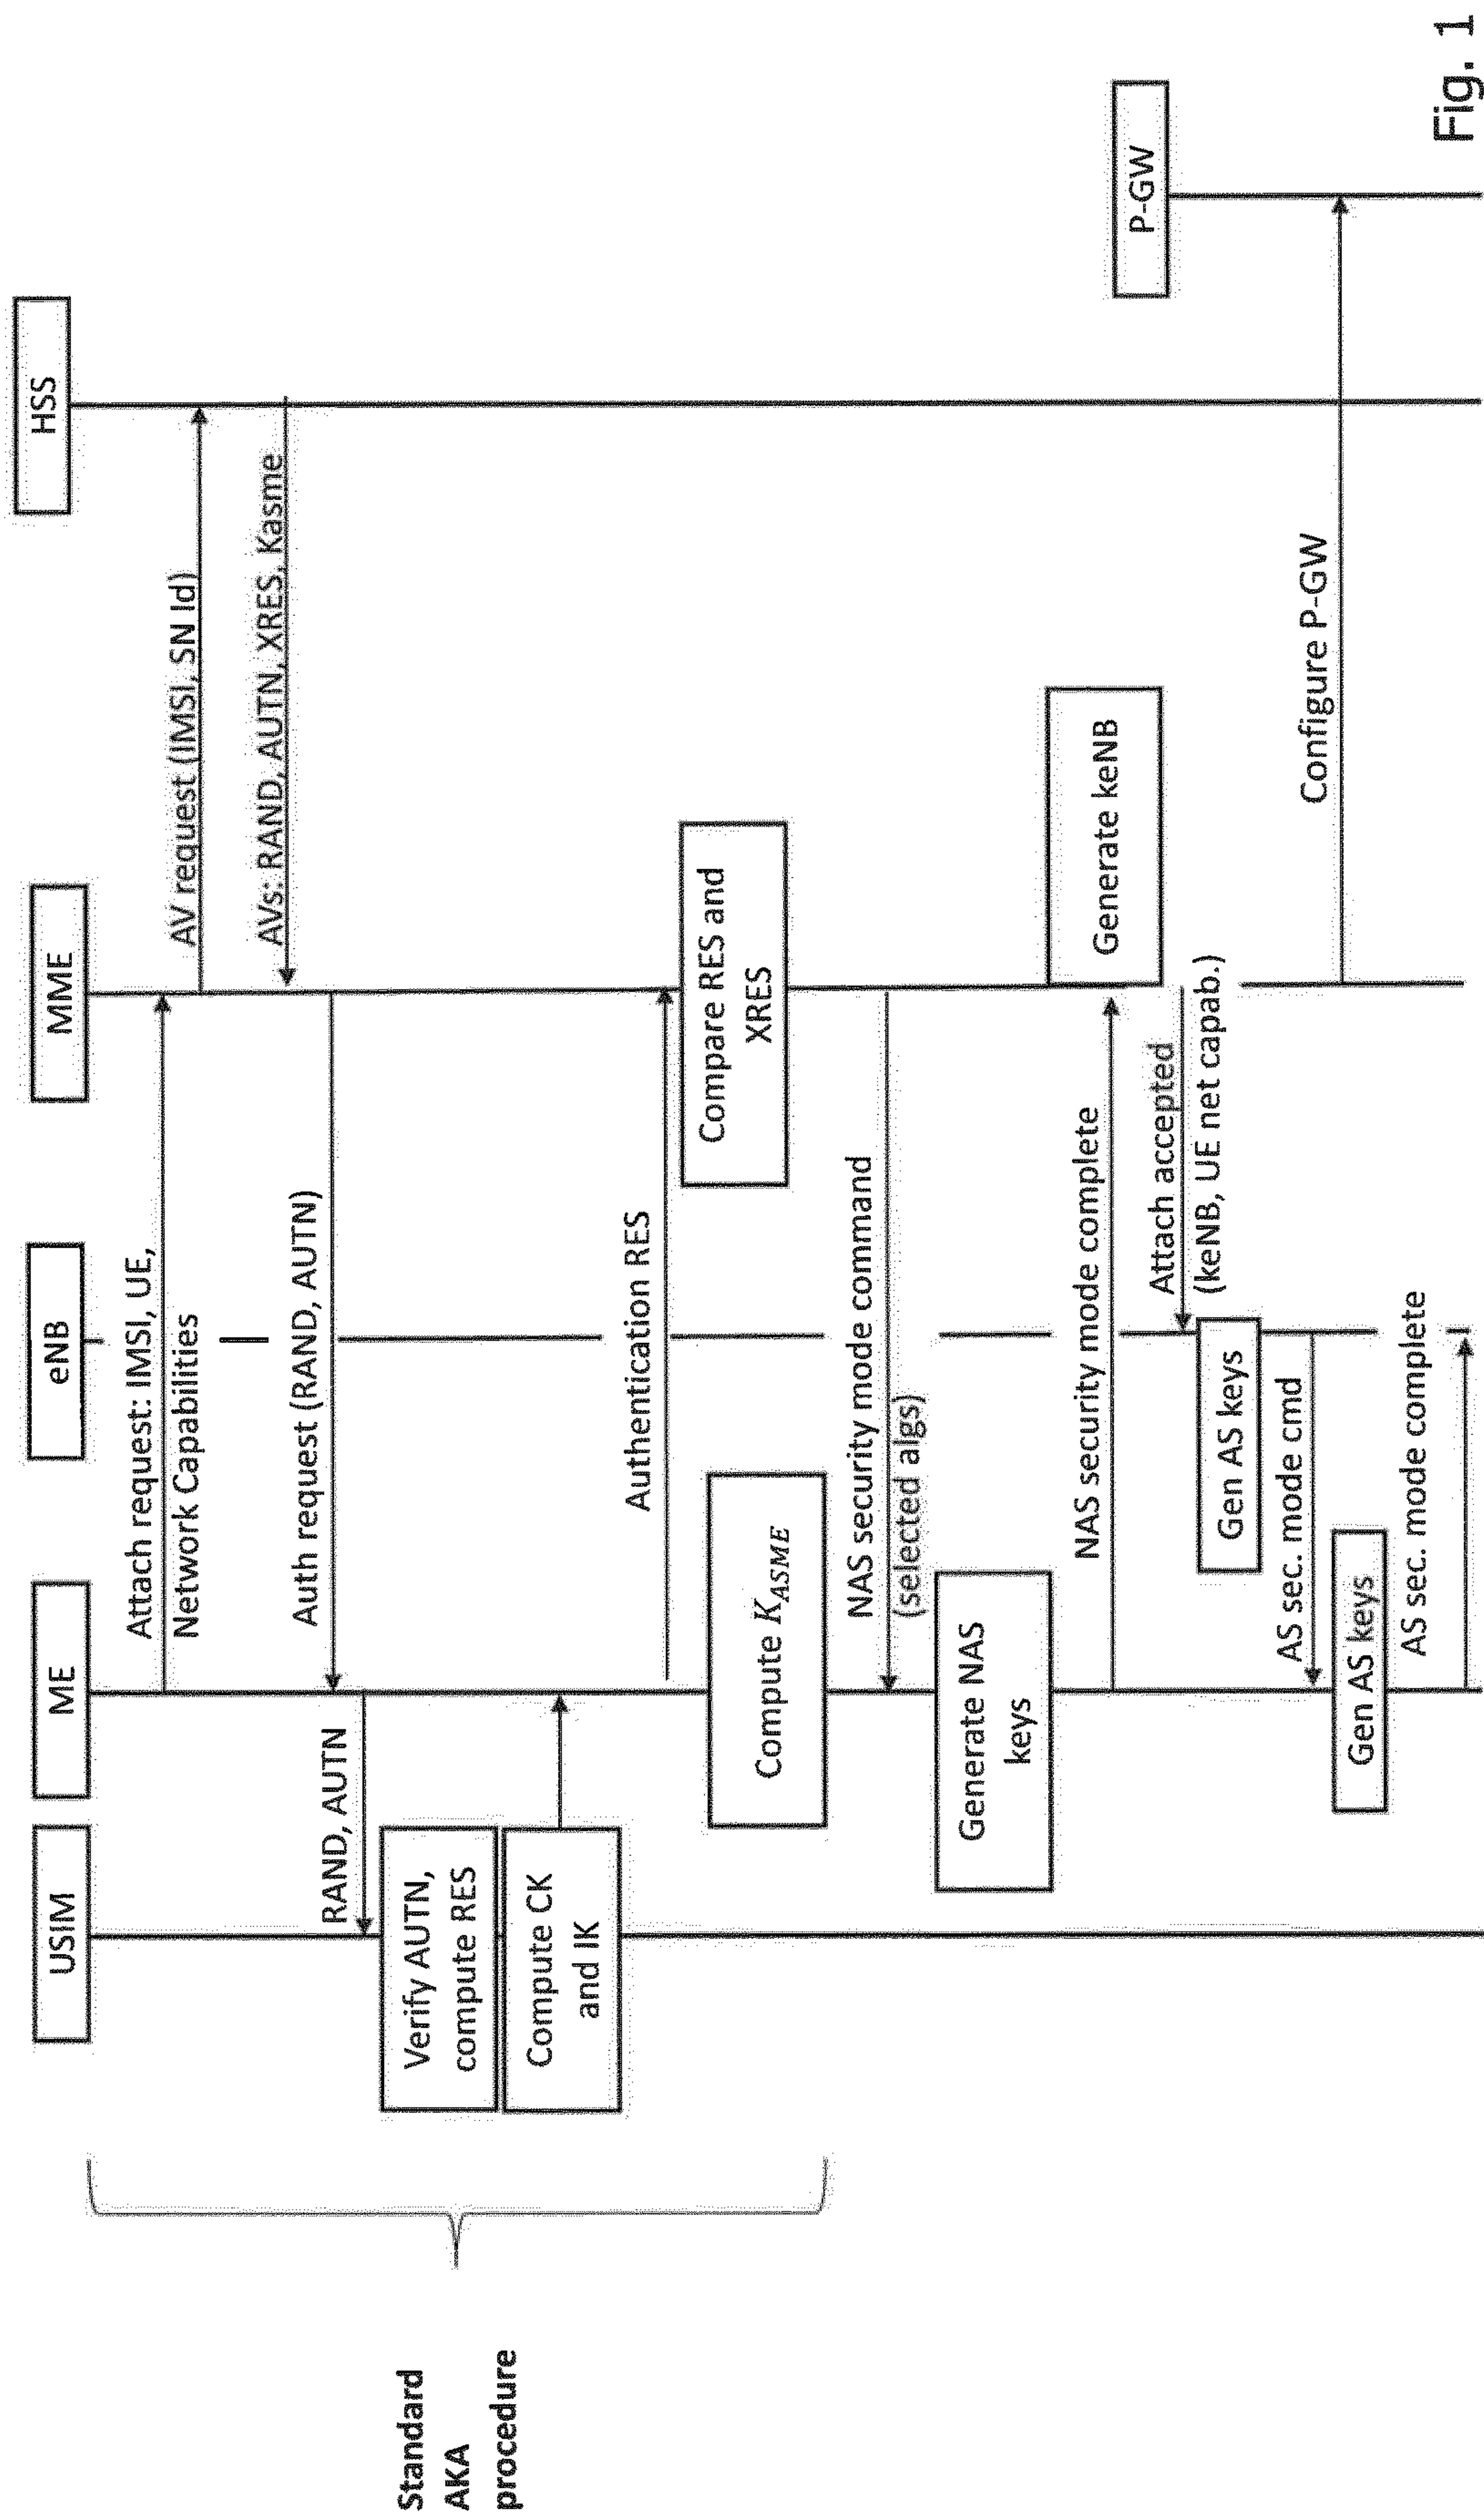 USIM
ME
eNB
MME
HSS
Attach request: IMSI, UE,
Network Capabilities
AV request (IMSI, SN Id)
AVs: RAND, AUTN, XRES, Kasme
Auth request (RAND, AUTN)
RAND, AUTN
Standard
AKA
procedure
Verify AUTN,
compute RES
Compute CK
and IK
Authentication RES
Compare RES and
XRES
Compute K_ASME
NAS security mode command
(selected algs)
Generate NAS
keys
Generate keNB
NAS security mode complete
P-GW
Attach accepted
(keNB, UE net capab.)
Gen AS keys
AS sec. mode cmd
Configure P-GW
Gen AS keys
AS sec. mode complete
Fig. 1